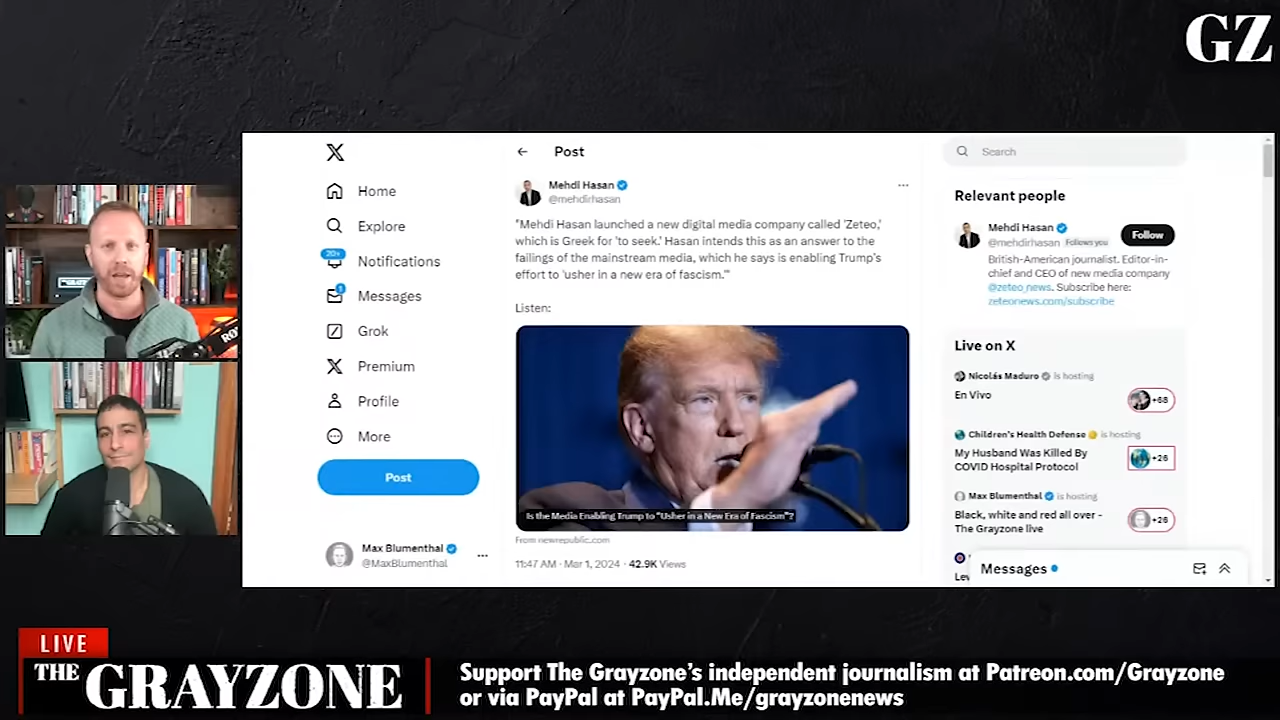 GZ
X
Home
Explore
20+
Notifications
1
Messages
Grok
Premium
Profile
More
Post
Max Blumenthal
@MaxBlumenthal
Post
Mehdi Hasan
@mehdirhasan
"Mehdi Hasan launched a new digital media company called 'Zeteo,'
which is Greek for 'to seek.' Hasan intends this as an answer to the
failings of the mainstream media, which he says is enabling Trump's
effort to 'usher in a new era of fascism.'"
Listen:
Is the Media Enabling Trump to "Usher in a New Era of Fascism"?
From newrepublic.com
11:47 AM · Mar 1, 2024 · 42.9K Views
Search
Relevant people
Mehdi Hasan
@mehdirhasan Follows you
Follow
British-American journalist. Editor-in-
chief and CEO of new media company
@zeteo_news. Subscribe here:
zeteonews.com/subscribe
Live on X
Nicolás Maduro is hosting
En Vivo
+68
Children's Health Defense is hosting
My Husband Was Killed By
COVID Hospital Protocol
+26
Max Blumenthal is hosting
Black, white and red all over -
The Grayzone live
+26
Messages
LIVE
THE GRAYZONE
Support The Grayzone's independent journalism at Patreon.com/Grayzone
or via PayPal at PayPal.Me/grayzonenews